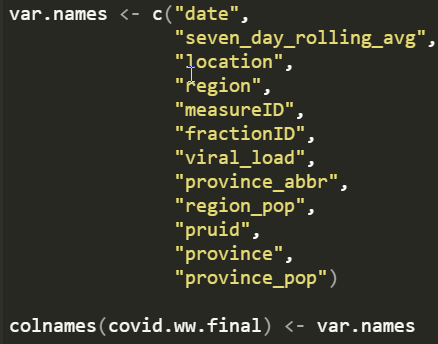 var.names <- c("date",
"seven_day_rolling_avg",
"location",
"region",
"measureID",
"fractionID",
"viral_load",
"province_abbr",
"region_pop",
"pruid",
"province",
"province_pop")
colnames(covid.ww.final) <- var.names